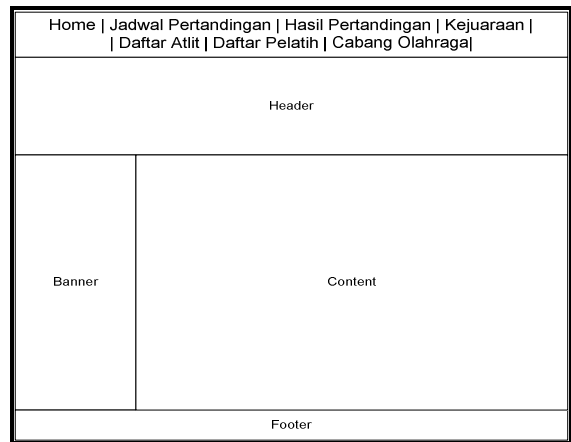 Home | Jadwal Pertandingan | Hasil Pertandingan | Kejuaraan |
| Daftar Atlit | Daftar Pelatih | Cabang Olahraga|
Header
Banner
Content
Footer